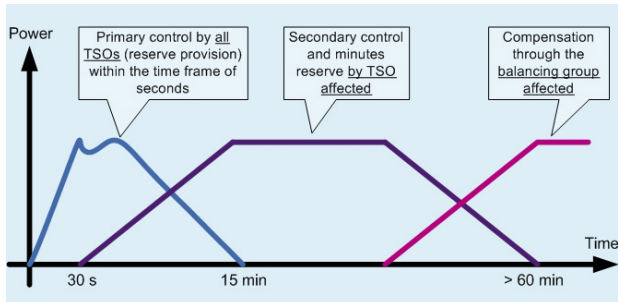 Power
Primary control by all
TSOs (reserve provision)
within the time frame of
seconds
Secondary control
and minutes
reserve by TSO
affected
Compensation
through the
balancing group
affected
Time
30 s
15 min
> 60 min